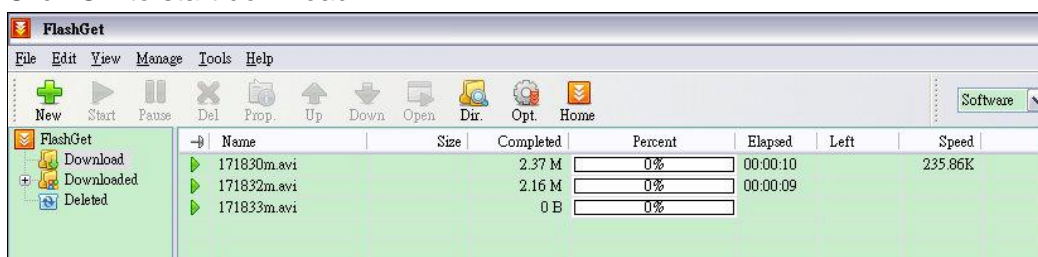 FlashGet
File Edit View Manage Tools Help
New Start Pause Del Prop. Up Down Open Dir. Opt. Home Software
FlashGet
Download
Downloaded
Deleted
Name Size Completed Percent Elapsed Left Speed
171830m.avi 2.37 M 0% 00:00:10 235.86K
171832m.avi 2.16 M 0% 00:00:09
171833m.avi 0 B 0%